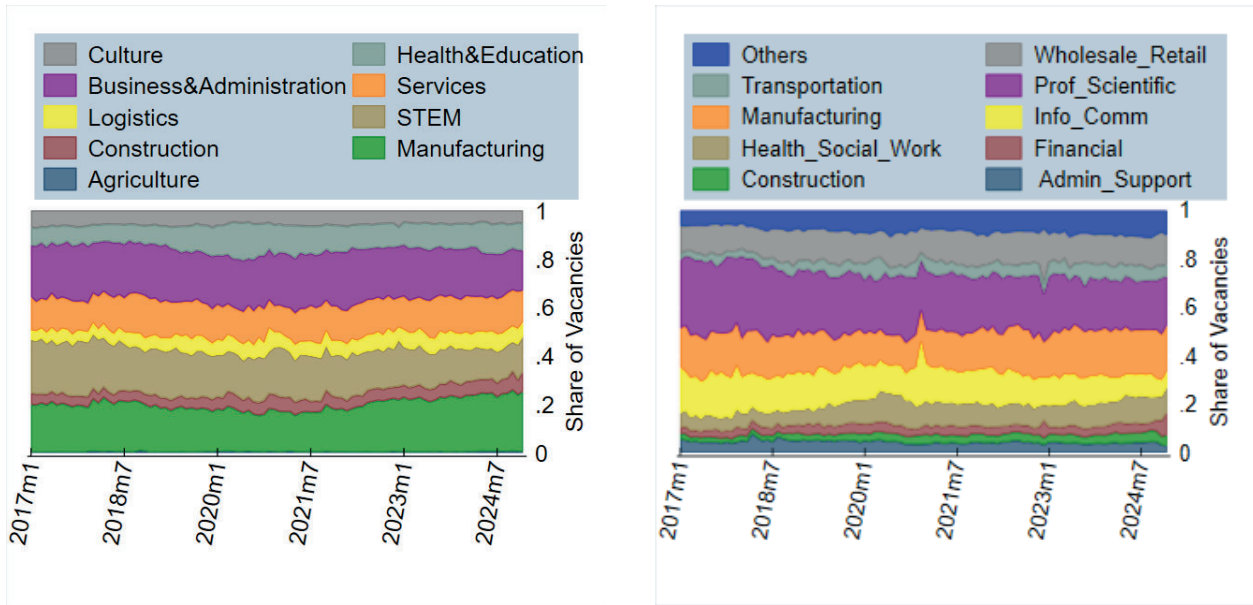 Culture
Health&Education
Business&Administration
Services
Logistics
STEM
Construction
Manufacturing
Agriculture
1
.8
.6
.4
.2
0
Share of Vacancies
2017m1
2018m7
2020m1
2021m7
2023m1
2024m7
Others
Wholesale_Retail
Transportation
Prof_Scientific
Manufacturing
Info_Comm
Health_Social_Work
Financial
Construction
Admin_Support
1
.8
.6
.4
.2
0
Share of Vacancies
2017m1
2018m7
2020m1
2021m7
2023m1
2024m7